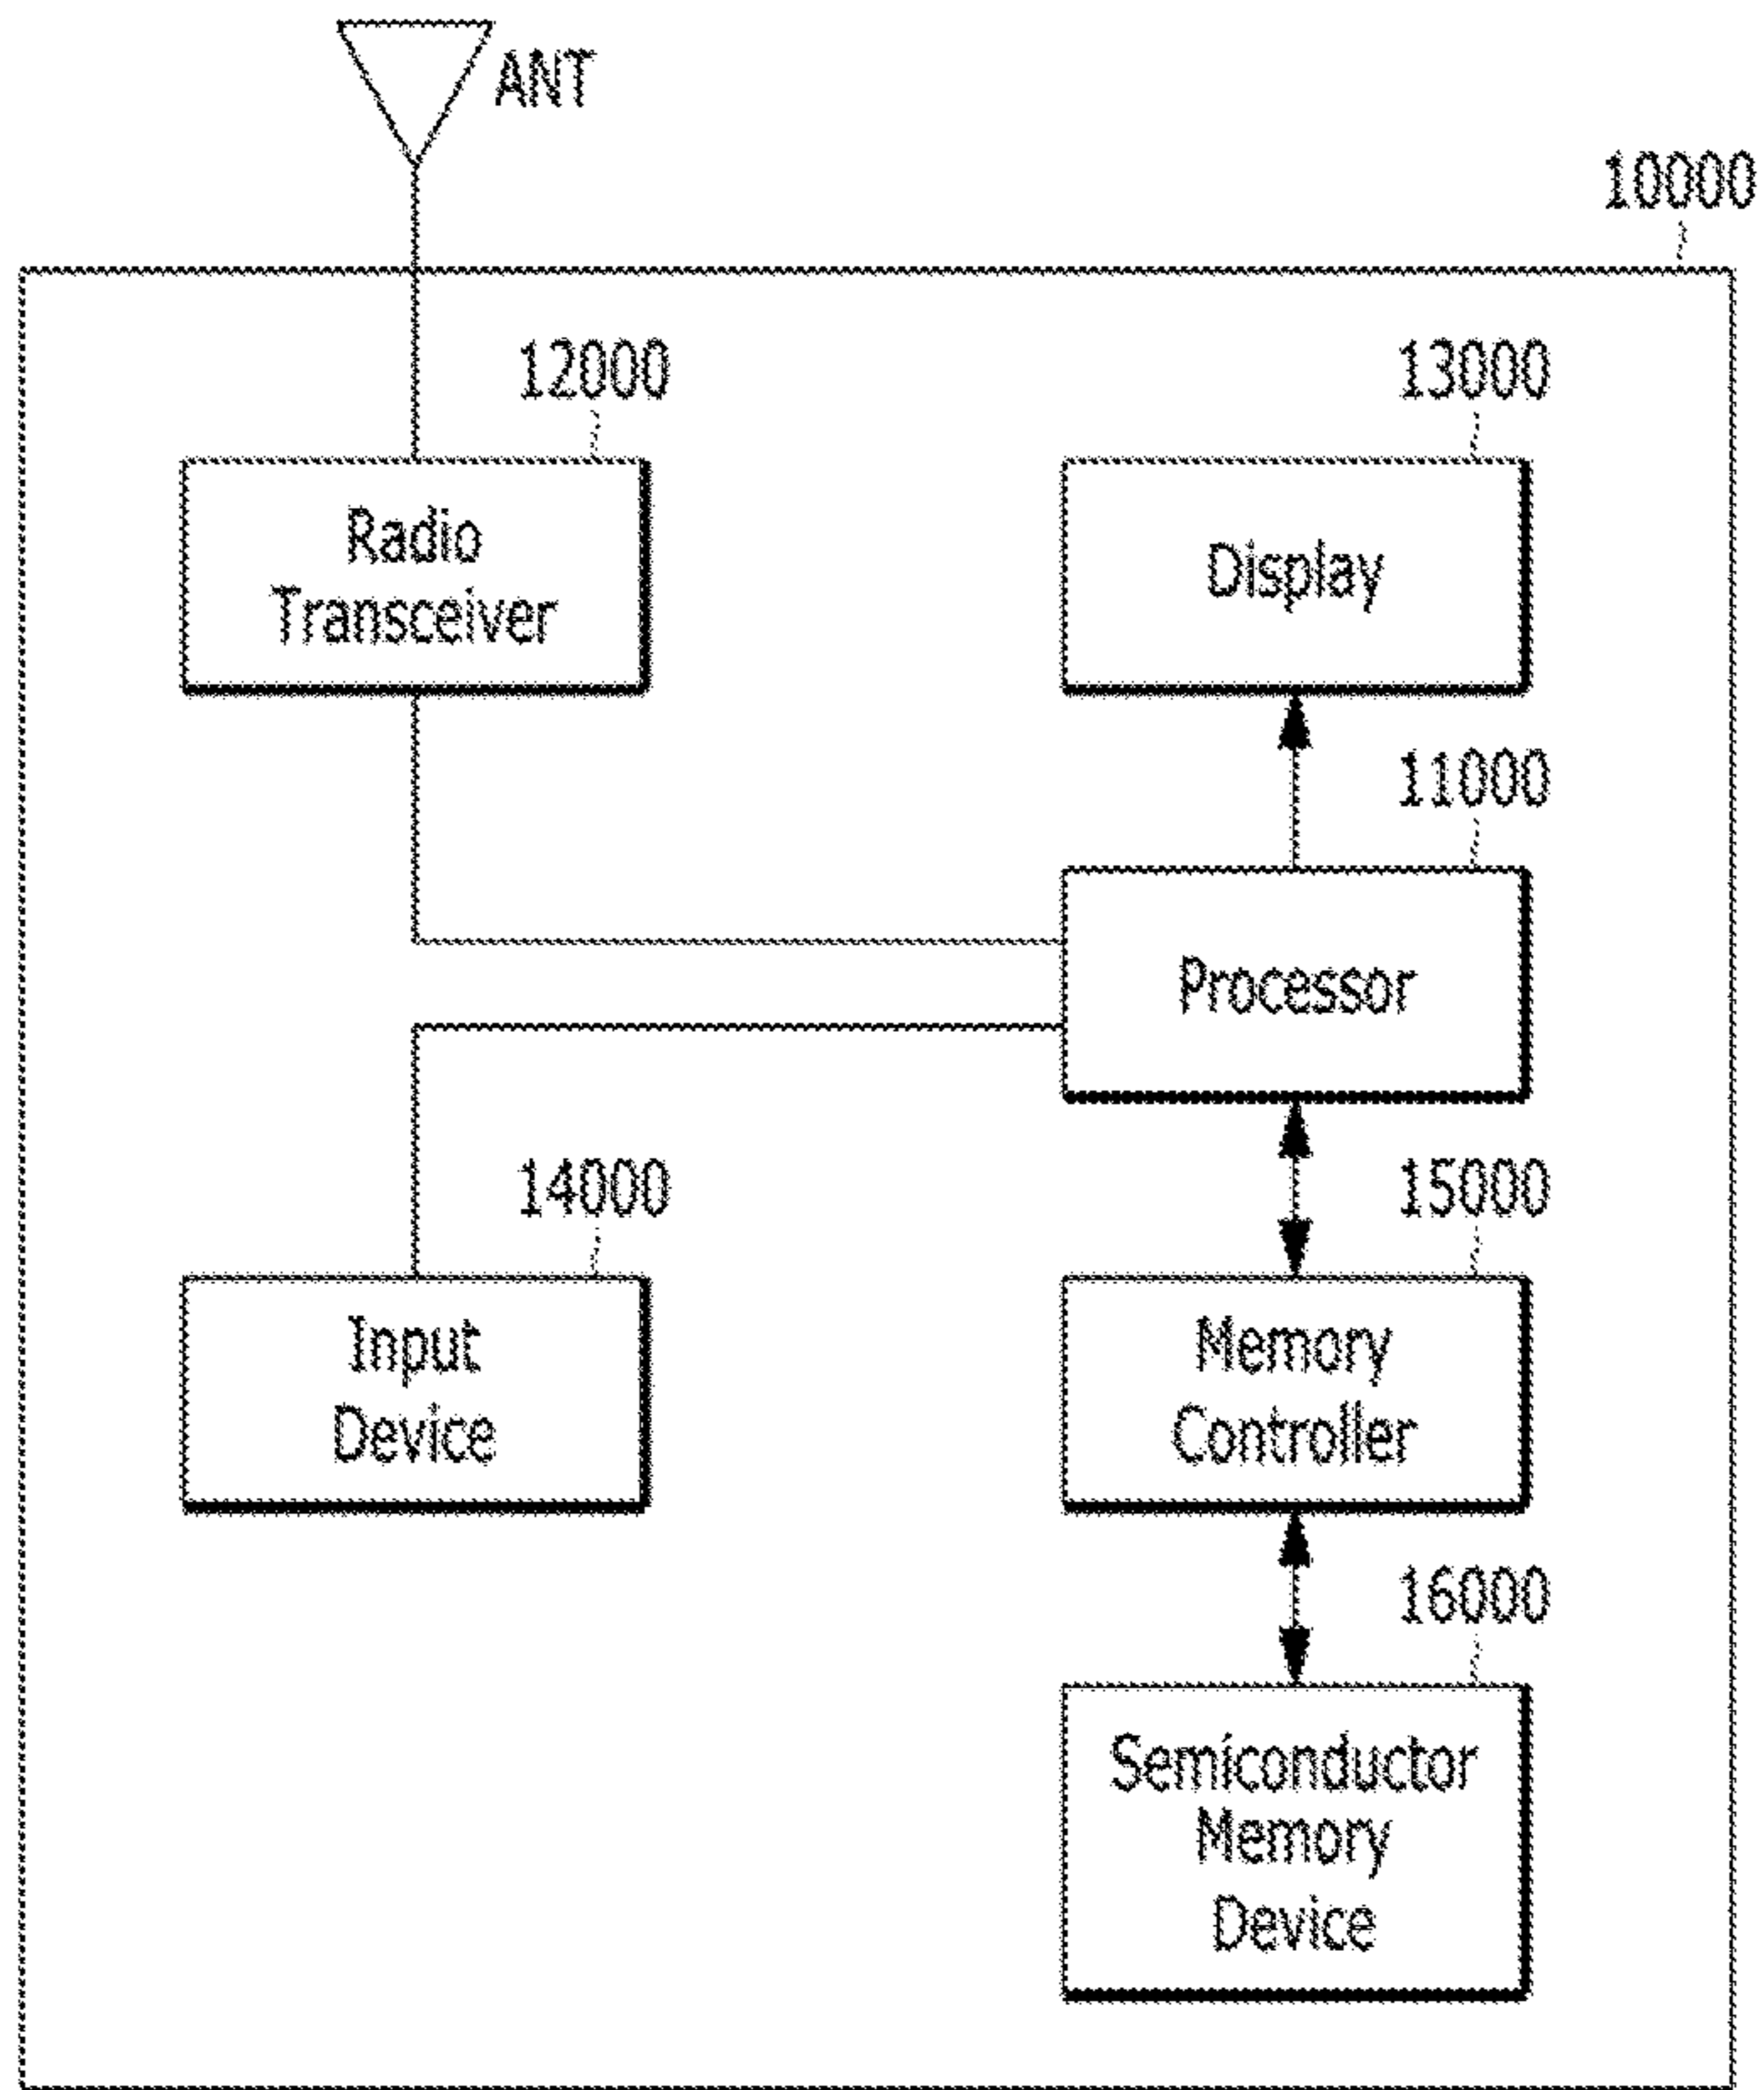 ANT
10000
12000
13000
Radio
Transceiver
Display
11000
Processor
14000
15000
Input
Device
Memory
Controller
16000
Semiconductor
Memory
Device